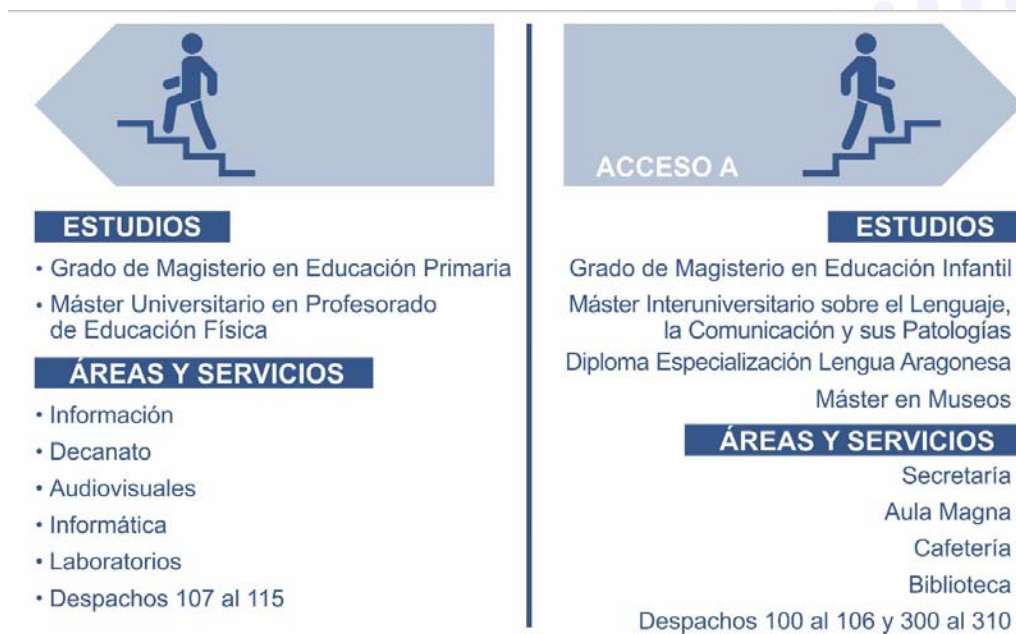 ESTUDIOS
• Grado de Magisterio en Educación Primaria
• Máster Universitario en Profesorado
de Educación Física
ÁREAS Y SERVICIOS
• Información
• Decanato
• Audiovisuales
• Informática
• Laboratorios
• Despachos 107 al 115
ACCESO A
ESTUDIOS
Grado de Magisterio en Educación Infantil
Máster Interuniversitario sobre el Lenguaje,
la Comunicación y sus Patologías
Diploma Especialización Lengua Aragonesa
Máster en Museos
ÁREAS Y SERVICIOS
Secretaría
Aula Magna
Cafetería
Biblioteca
Despachos 100 al 106 y 300 al 310